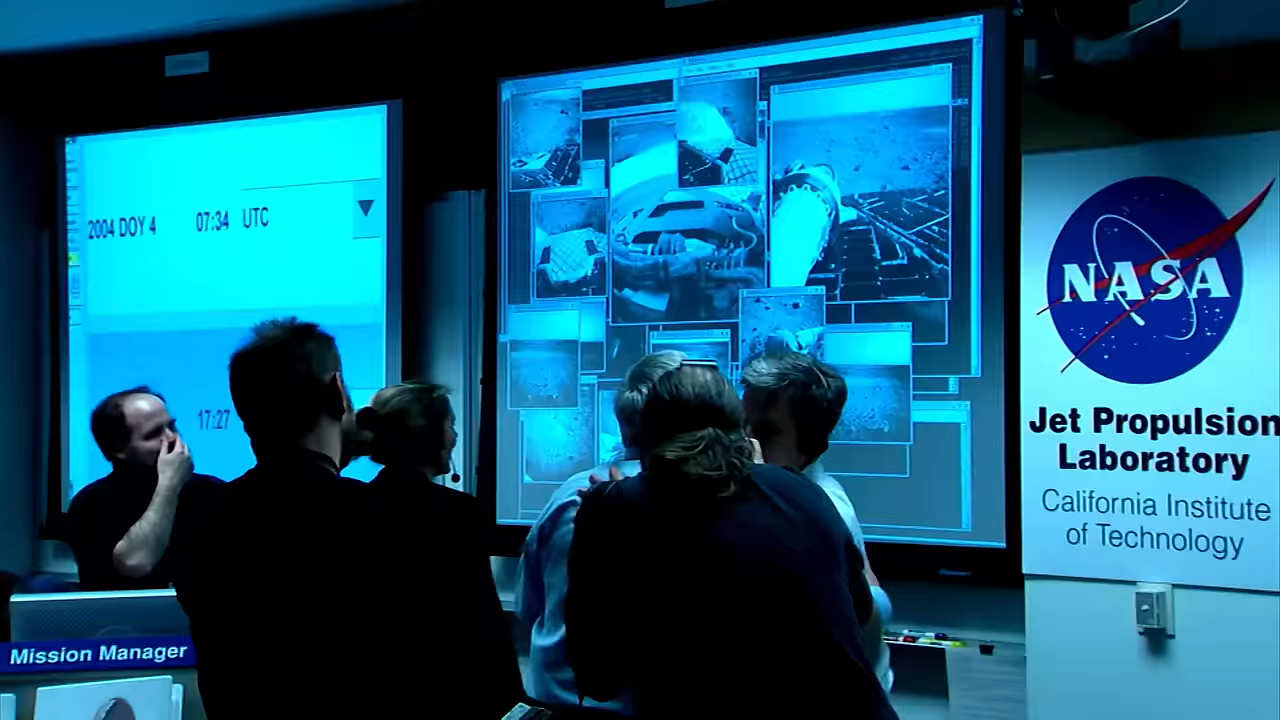 2004 DOY 4 07:34 UTC
17:27
NASA
Jet Propulsion
Laboratory
California Institute
of Technology
Mission Manager